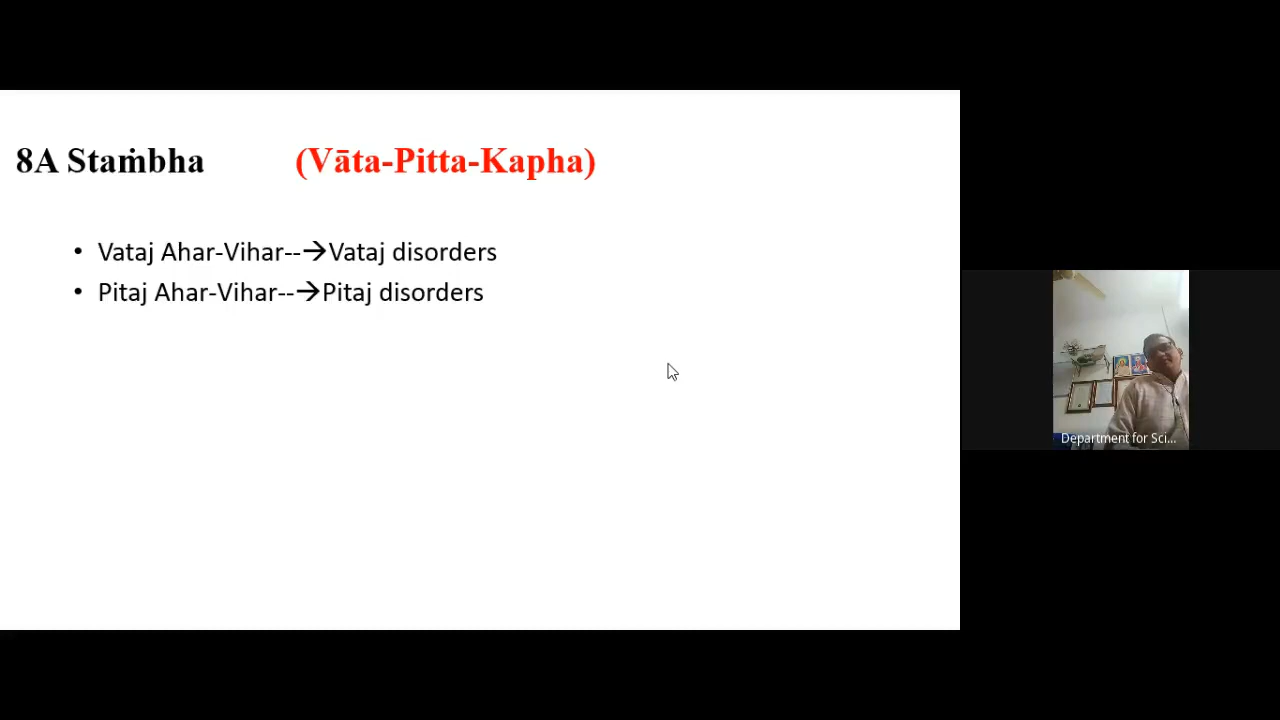 8A Staṁbha (Vāta-Pitta-Kapha)
• Vataj Ahar-Vihar--→Vataj disorders
• Pitaj Ahar-Vihar--→Pitaj disorders
Department for Sci...